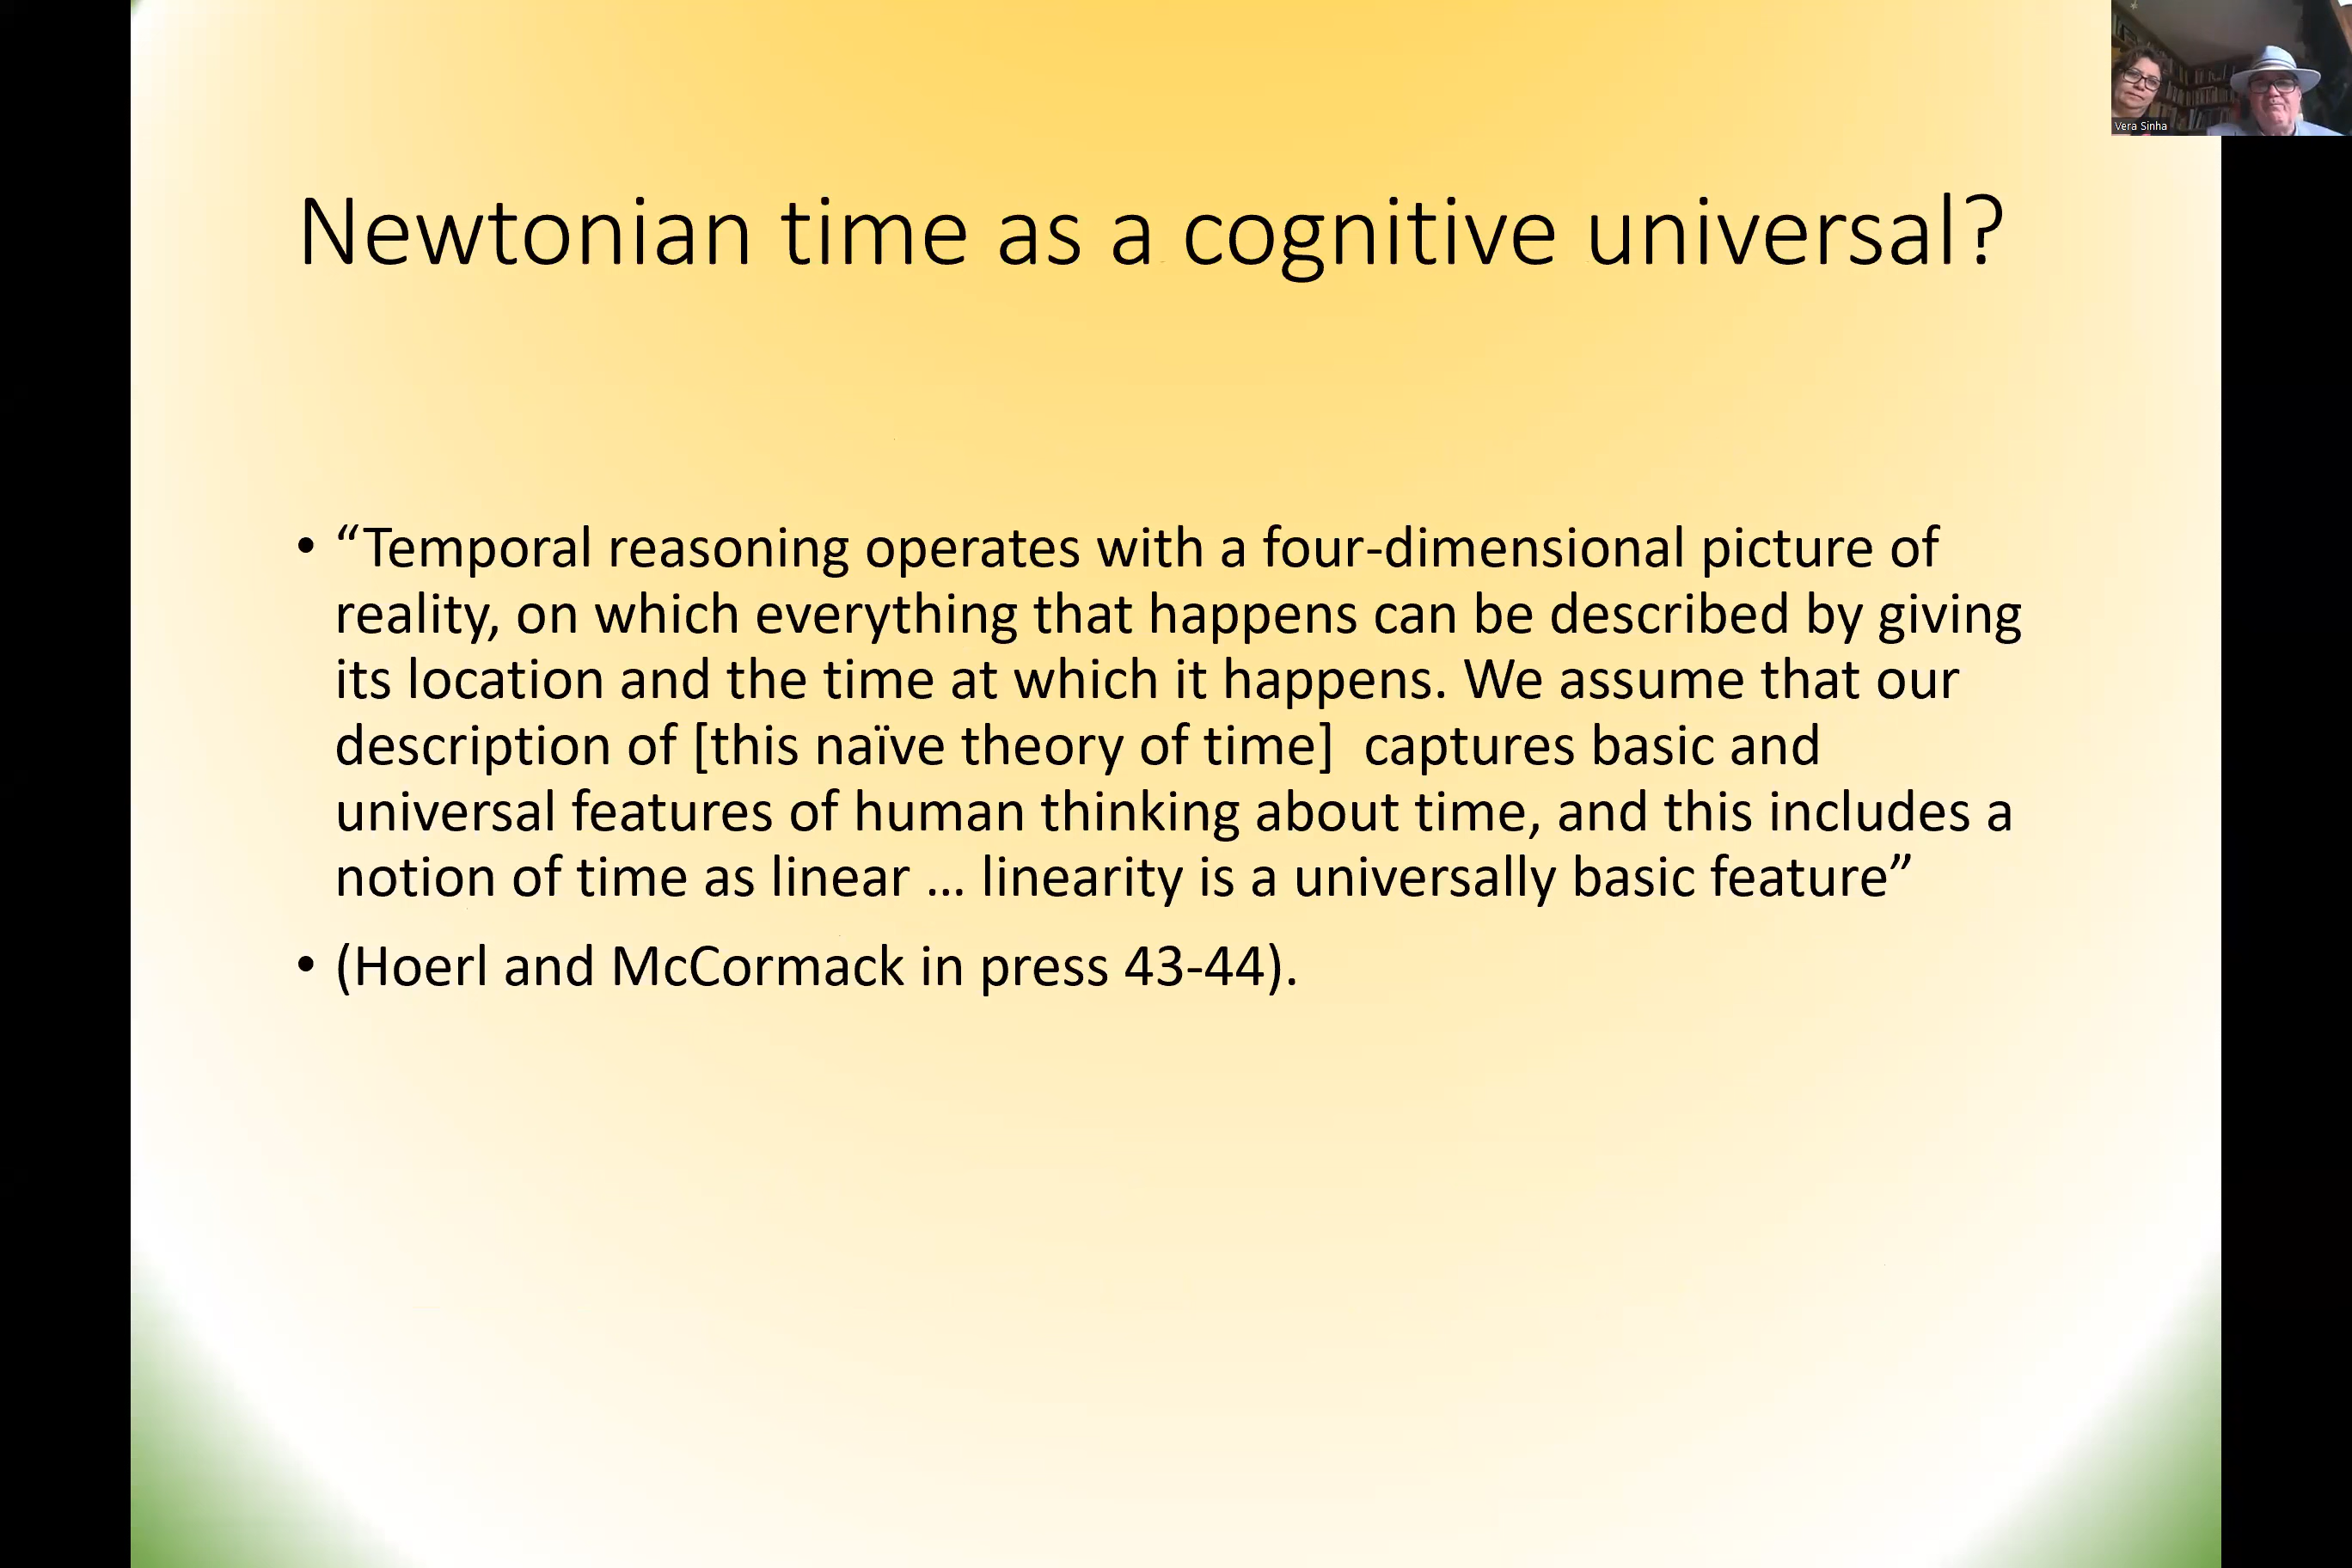 Vera Sinha
Newtonian time as a cognitive universal?
• “Temporal reasoning operates with a four-dimensional picture of
reality, on which everything that happens can be described by giving
its location and the time at which it happens. We assume that our
description of [this naïve theory of time]  captures basic and
universal features of human thinking about time, and this includes a
notion of time as linear … linearity is a universally basic feature”
• (Hoerl and McCormack in press 43-44).